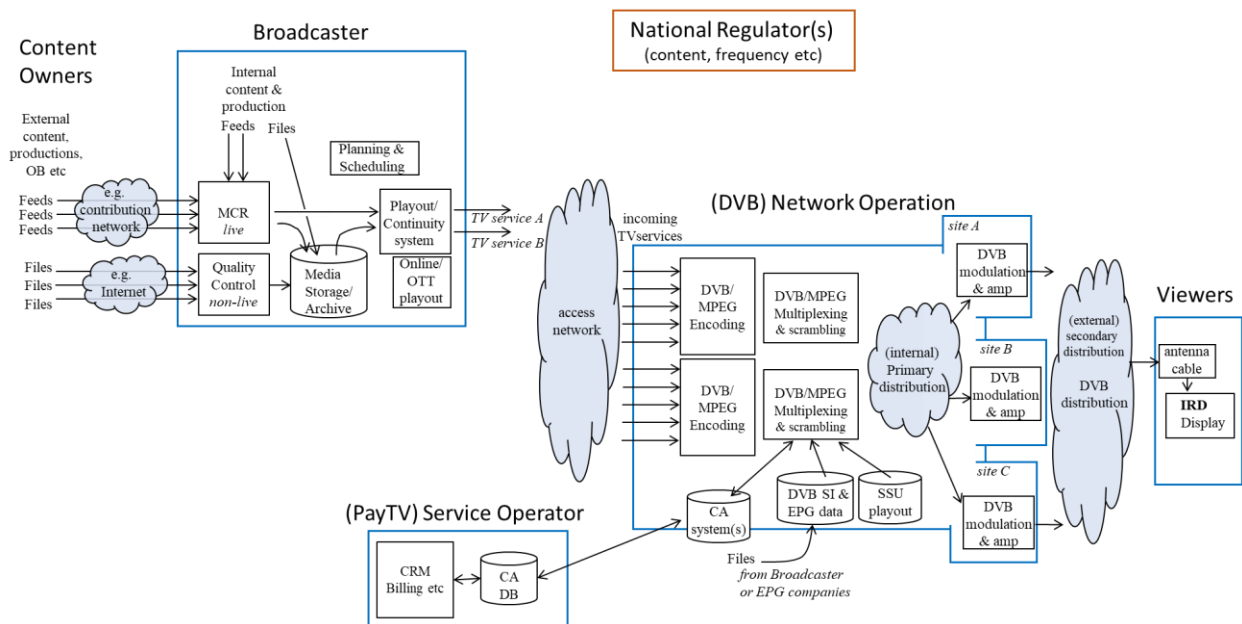 Content
Owners
External
content,
productions,
OB etc
Feeds
Feeds
Feeds
e.g.
contribution
network
Files
Files
Files
e.g.
Internet
Broadcaster
Internal
content &
production
Feeds
Files
Planning &
Scheduling
MCR
live
Quality
Control
non-live
Media
Storage/
Archive
Playout/
Continuity
system
Online/
OTT
playout
TV service A
TV service B
National Regulator(s)
(content, frequency etc)
access
network
(DVB) Network Operation
incoming
TVservices
DVB/
MPEG
Encoding
DVB/MPEG
Multiplexing
& scrambling
DVB/
MPEG
Encoding
DVB/MPEG
Multiplexing
& scrambling
CA
system(s)
DVB SI &
EPG data
SSU
playout
Files
from Broadcaster
or EPG companies
(internal)
Primary
distribution
site A
DVB
modulation
& amp
site B
DVB
modulation
& amp
site C
DVB
modulation
& amp
(external)
secondary
distribution
DVB
distribution
Viewers
antenna
cable
IRD
Display
(PayTV) Service Operator
CRM
Billing etc
CA
DB